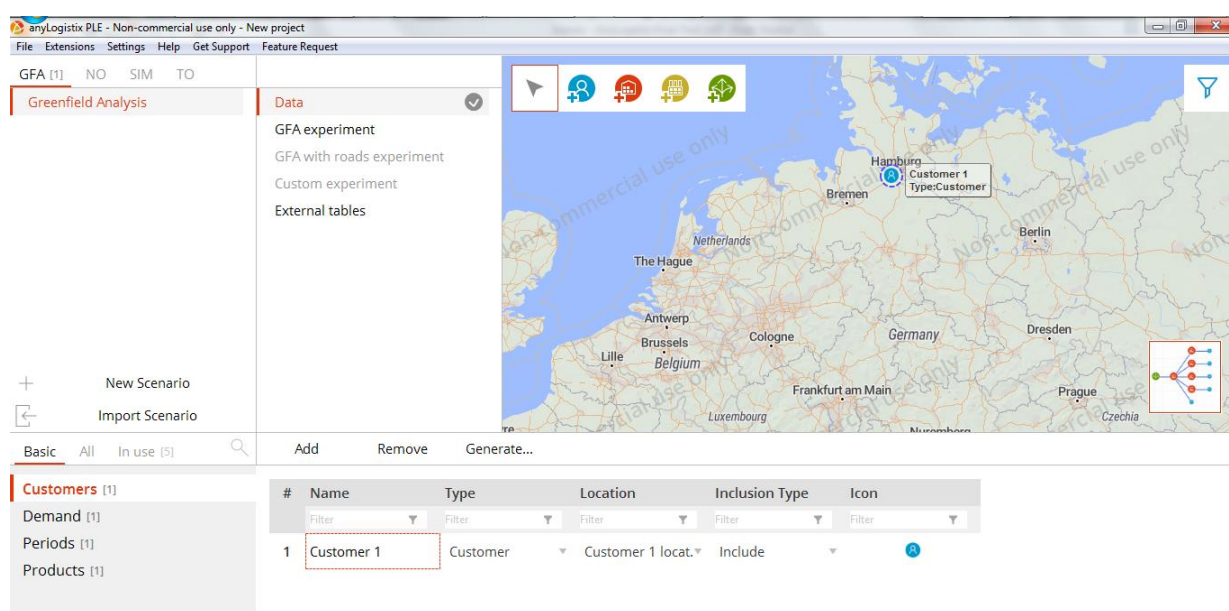 anyLogistix PLE - Non-commercial use only - New project
File Extensions Settings Help Get Support Feature Request
GFA [1] NO SIM TO
Greenfield Analysis
Data
GFA experiment
GFA with roads experiment
Custom experiment
External tables
New Scenario
Import Scenario
Hamburg
Customer 1
Type:Customer
Bremen
Berlin
Netherlands
The Hague
Antwerp
Brussels
Cologne
Germany
Dresden
Lille
Belgium
Frankfurt am Main
Prague
Luxembourg
Czechia
Nuremberg
Non-commercial use only
Non-commercial use only
Basic All In use [5]
Add Remove Generate...
Customers [1]
Demand [1]
Periods [1]
Products [1]
# Name Type Location Inclusion Type Icon
Filter Filter Filter Filter Filter
1 Customer 1 Customer Customer 1 locat. Include